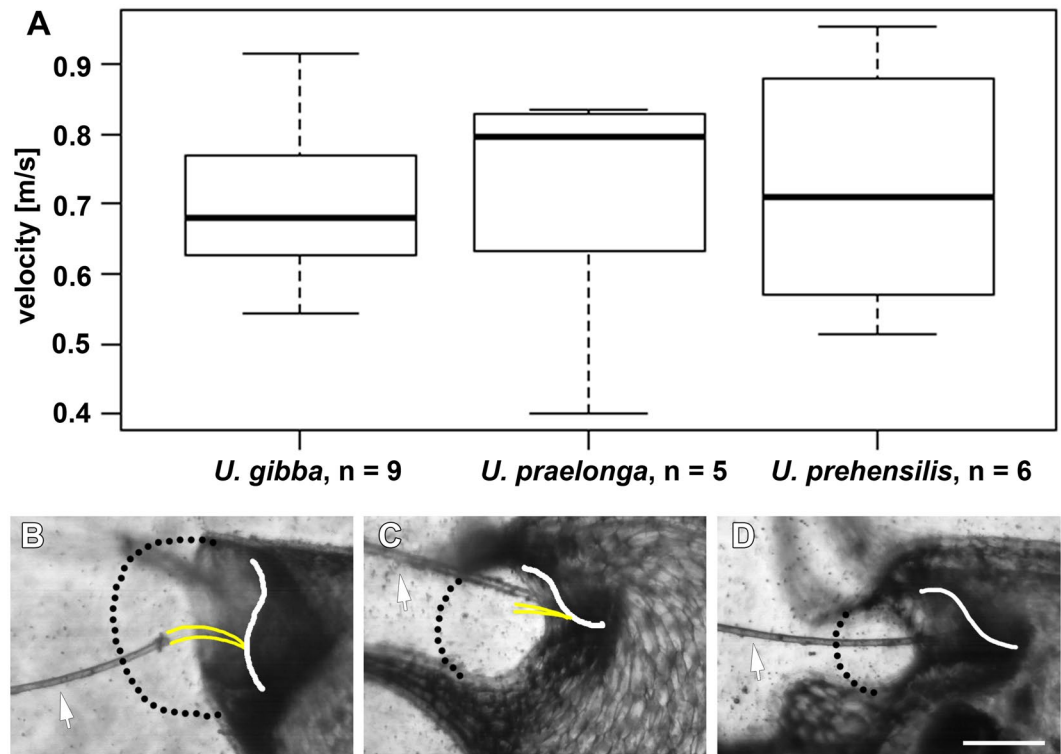 A
velocity [m/s]
0.9
0.8
0.7
0.6
0.5
0.4
U. gibba, n = 9
U. praelonga, n = 5
U. prehensilis, n = 6
B
C
D